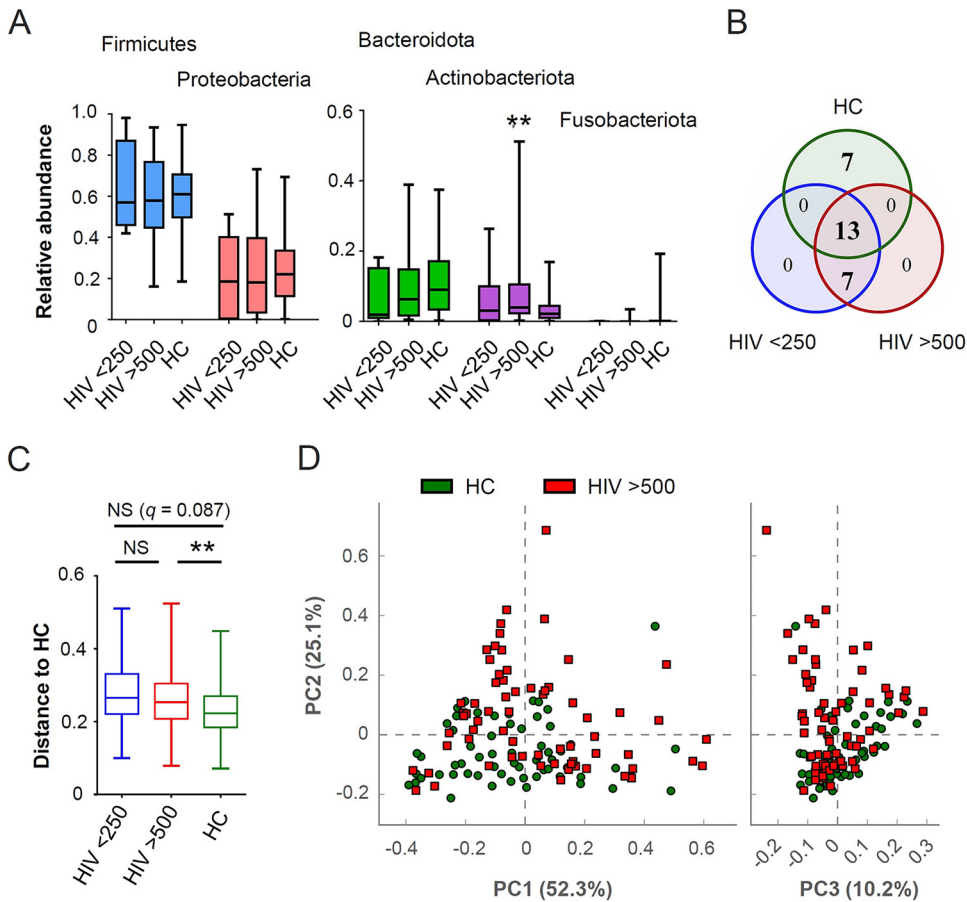 A
Firmicutes
Proteobacteria
Bacteroidota
Actinobacteriota
Fusobacteriota
**
Relative abundance
1.0
0.8
0.6
0.4
0.2
0
HIV <250
HIV >500
HC
HIV <250
HIV >500
HC
0.6
0.4
0.2
0
HIV <250
HIV >500
HC
HIV <250
HIV >500
HC
HIV <250
HIV >500
HC
B
HC
7
0
0
13
0
7
0
HIV <250
HIV >500
C
NS (q = 0.087)
NS
**
Distance to HC
0.6
0.4
0.2
0
HIV <250
HIV >500
HC
D
HC
HIV >500
PC2 (25.1%)
0.6
0.4
0.2
0
-0.2
-0.4
-0.2
0
0.2
0.4
0.6
PC1 (52.3%)
-0.2
-0.1
0
0.1
0.2
0.3
PC3 (10.2%)